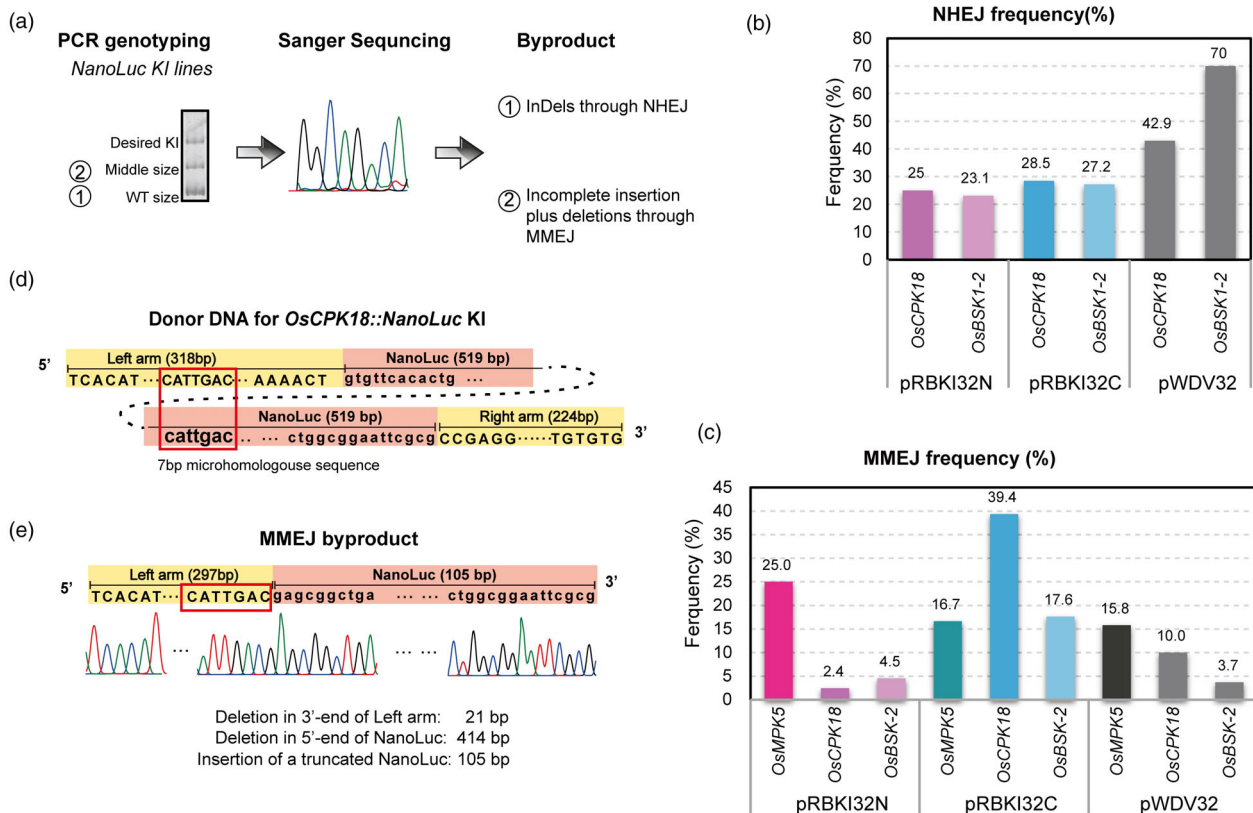 (a)
PCR genotyping
NanoLuc KI lines
Desired KI
② Middle size
① WT size
Sanger Sequncing
Byproduct
① InDels through NHEJ
② Incomplete insertion
plus deletions through
MMEJ
(b)
NHEJ frequency(%)
Ferquency (%)
80
70
60
50
40
30
20
10
0
25
23.1
28.5
27.2
42.9
70
OsCPK18
OsBSK1-2
OsCPK18
OsBSK1-2
OsCPK18
OsBSK1-2
pRBKI32N
pRBKI32C
pWDV32
(d)
Donor DNA for OsCPK18::NanoLuc KI
5’
Left arm (318bp)
NanoLuc (519 bp)
TCACAT···CATTGAC··· AAAACT gtgttcacactg ···
NanoLuc (519 bp)
Right arm (224bp)
cattgac ·· ··· ctggcggaattcgcg CCGAGG······TGTGTG
3’
7bp microhomologouse sequence
(c)
MMEJ frequency (%)
Ferquency (%)
45
40
35
30
25
20
15
10
5
0
25.0
2.4
4.5
16.7
39.4
17.6
15.8
10.0
3.7
OsMPK5
OsCPK18
OsBSK-2
OsMPK5
OsCPK18
OsBSK-2
OsMPK5
OsCPK18
OsBSK-2
pRBKI32N
pRBKI32C
pWDV32
(e)
MMEJ byproduct
5’
Left arm (297bp)
NanoLuc (105 bp)
3’
TCACAT··· CATTGAC gagcggctga ··· ··· ctggcggaattcgcg
··· ··· ···
Deletion in 3’-end of Left arm: 21 bp
Deletion in 5’-end of NanoLuc: 414 bp
Insertion of a truncated NanoLuc: 105 bp